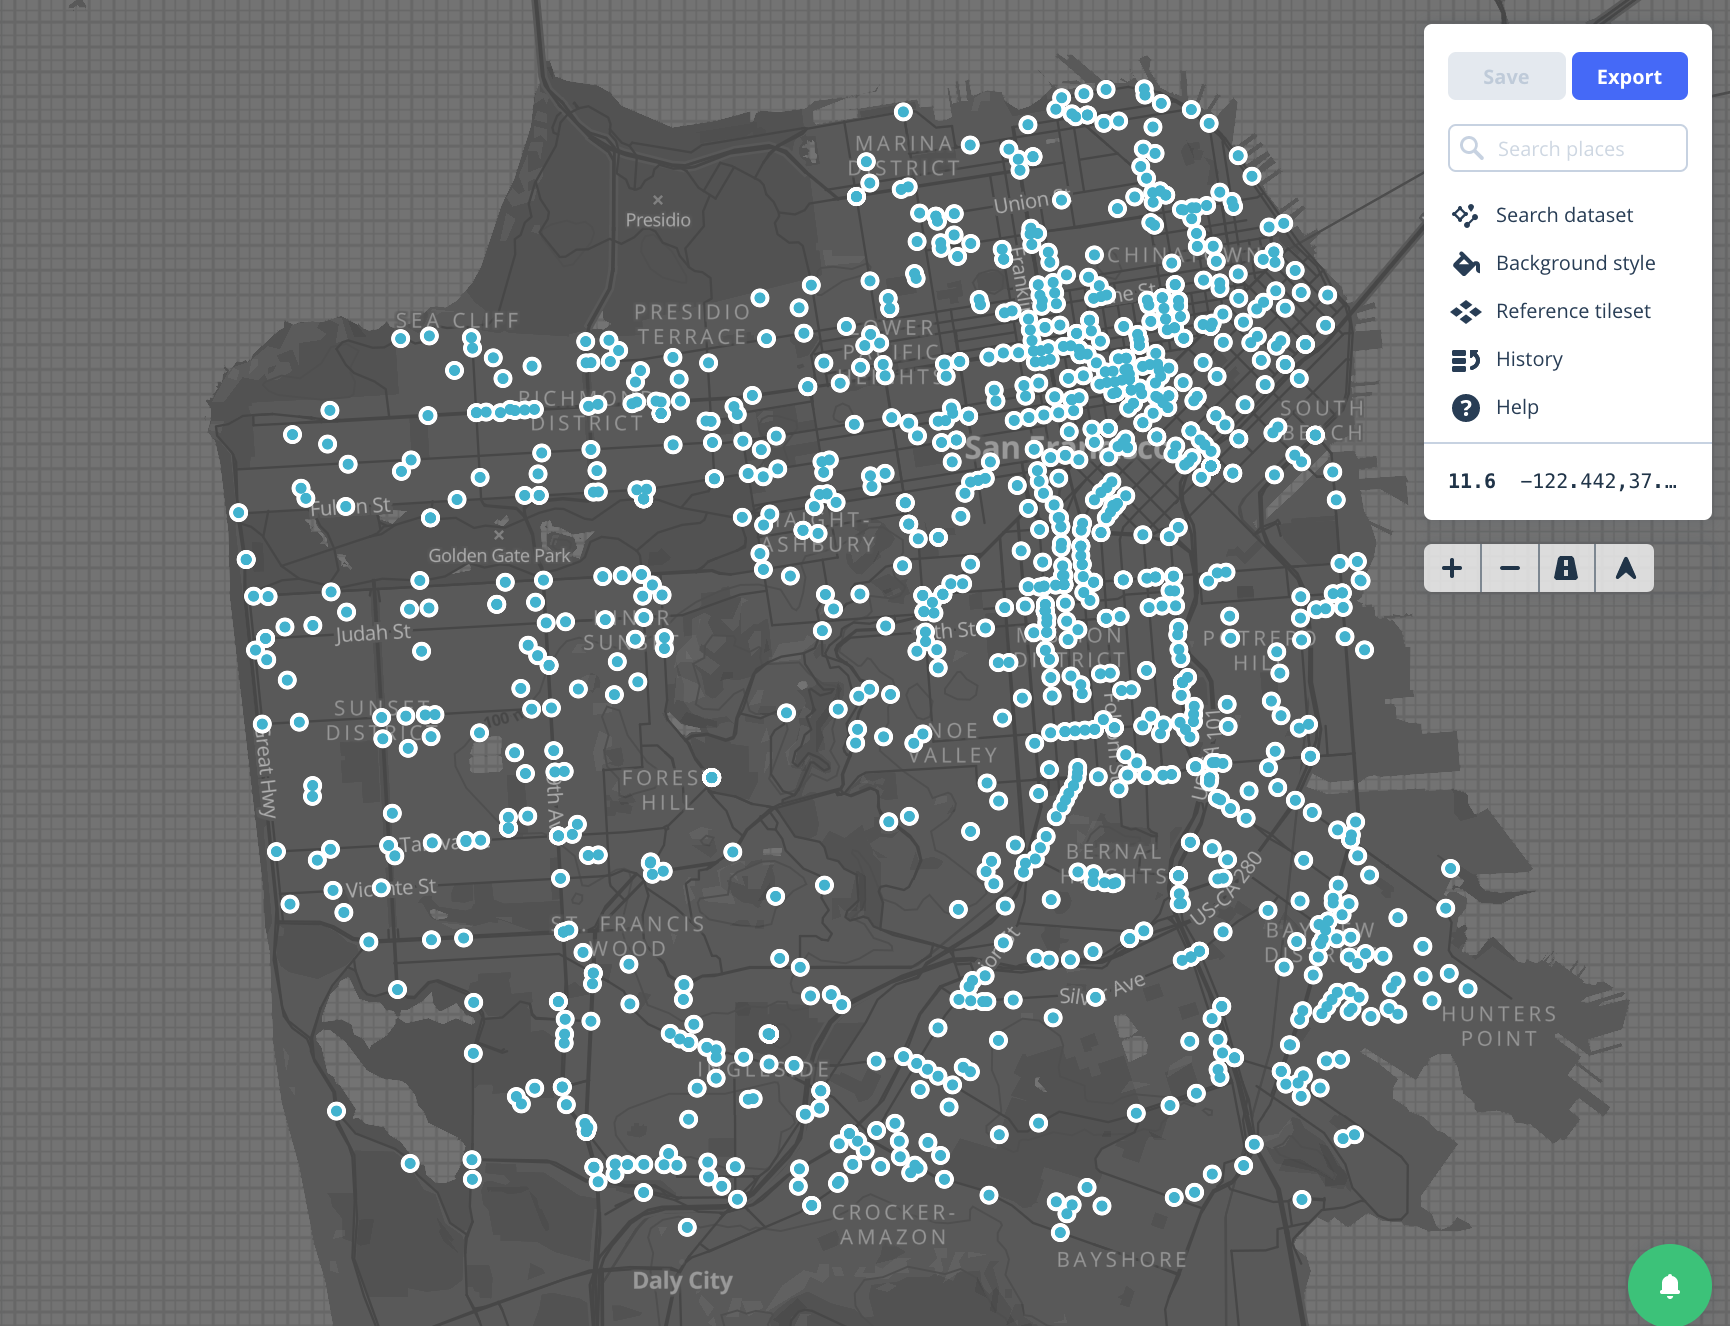 Save
Export
Search places
Search dataset
Background style
Reference tileset
History
Help
11.6 −122.442,37.…
MARINA
DISTRICT
Presidio
Union St
CHINATOWN
PRESIDIO
TERRACE
SEA CLIFF
LOWER
PACIFIC
HEIGHTS
RICHMOND
DISTRICT
SOUTH
BEACH
San Francisco
Fulton St
HAIGHT-
ASHBURY
Golden Gate Park
Judah St
INNER
SUNSET
MISSION
DISTRICT
POTRERO
HILL
SUNSET
DISTRICT
Great Hwy
NOE
VALLEY
FOREST
HILL
Folsom St
Taraval
Vicente St
BERNAL
HEIGHTS
US-CA 280
ST. FRANCIS
WOOD
BAYVIEW
DISTRICT
Silver Ave
HUNTERS
POINT
INGLESIDE
CROCKER-
AMAZON
BAYSHORE
Daly City